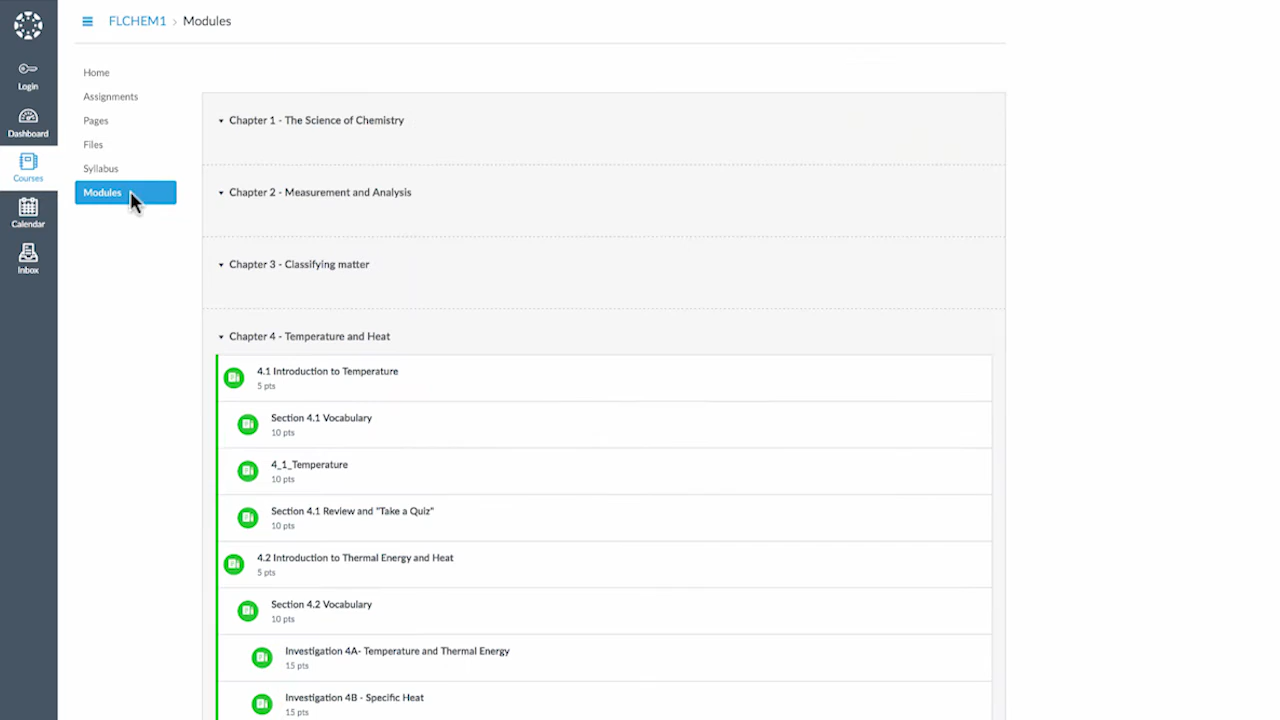 FLCHEM1 > Modules
Login
Dashboard
Courses
Calendar
Inbox
Home
Assignments
Pages
Files
Syllabus
Modules
Chapter 1 - The Science of Chemistry
Chapter 2 - Measurement and Analysis
Chapter 3 - Classifying matter
Chapter 4 - Temperature and Heat
4.1 Introduction to Temperature
5 pts
Section 4.1 Vocabulary
10 pts
4_1_Temperature
10 pts
Section 4.1 Review and "Take a Quiz"
10 pts
4.2 Introduction to Thermal Energy and Heat
5 pts
Section 4.2 Vocabulary
10 pts
Investigation 4A- Temperature and Thermal Energy
15 pts
Investigation 4B - Specific Heat
15 pts